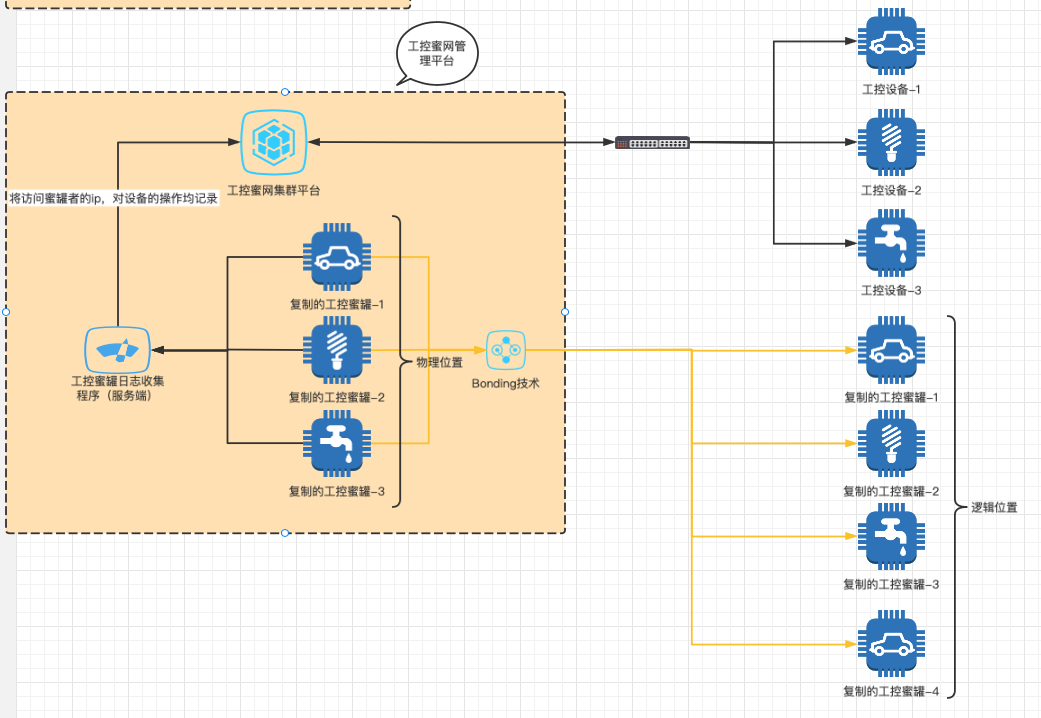 工控蜜网管
理平台
工控设备-1
工控蜜网集群平台
工控设备-2
将访问蜜罐者的ip，对设备的操作均记录
工控设备-3
复制的工控蜜罐-1
物理位置
工控蜜罐日志收集
程序（服务端）
Bonding技术
复制的工控蜜罐-2
复制的工控蜜罐-1
复制的工控蜜罐-3
复制的工控蜜罐-2
逻辑位置
复制的工控蜜罐-3
复制的工控蜜罐-4